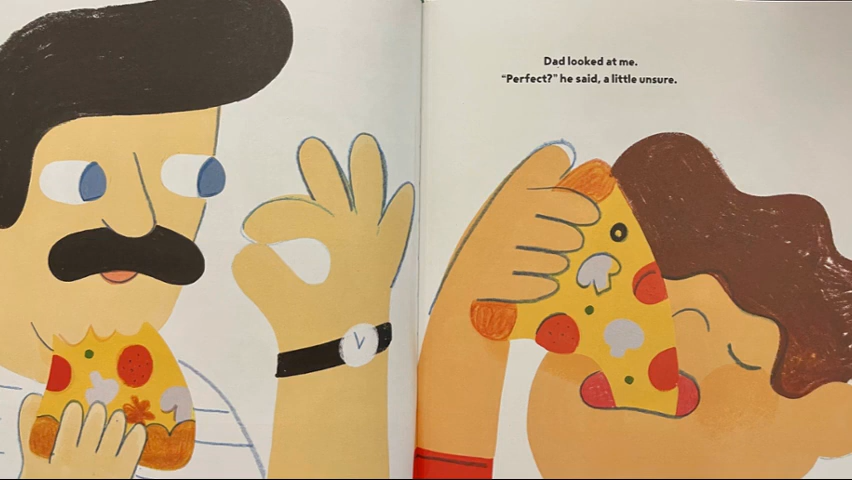 Dad looked at me.
“Perfect?” he said, a little unsure.